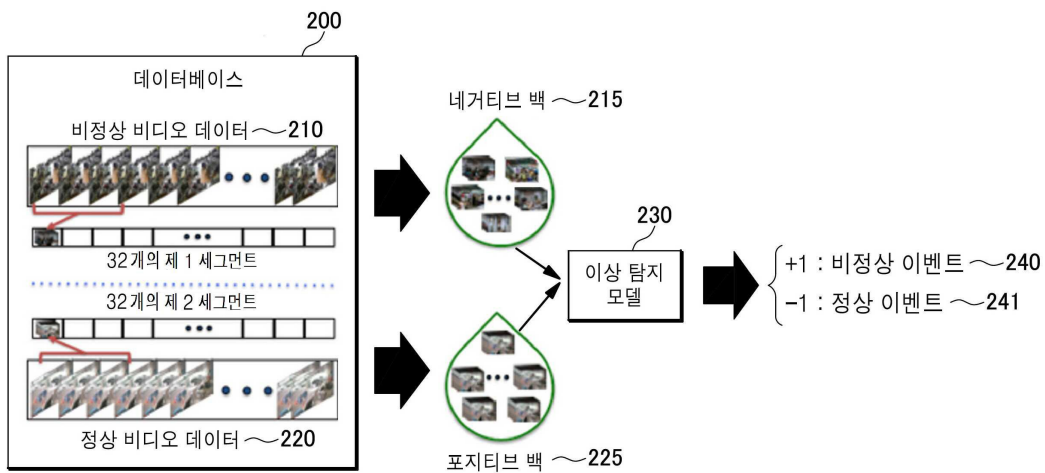 200
데이터베이스
비정상 비디오 데이터 210
32개의 제 1 세그먼트
32개의 제 2 세그먼트
정상 비디오 데이터 220
네거티브 백 215
포지티브 백 225
230
이상 탐지
모델
+1 : 비정상 이벤트 240
-1 : 정상 이벤트 241